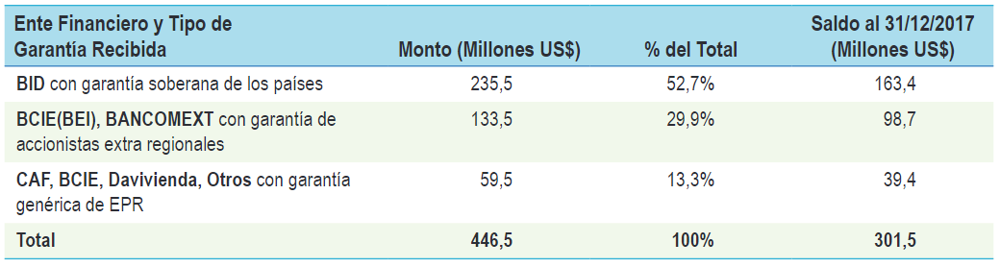 Ente Financiero y Tipo de
Garantía Recibida Monto (Millones US$) % del Total Saldo al 31/12/2017
(Millones US$)
BID con garantía soberana de los países 235,5 52,7% 163,4
BCIE(BEI), BANCOMEXT con garantía de
accionistas extra regionales 133,5 29,9% 98,7
CAF, BCIE, Davivienda, Otros con garantía
genérica de EPR 59,5 13,3% 39,4
Total 446,5 100% 301,5